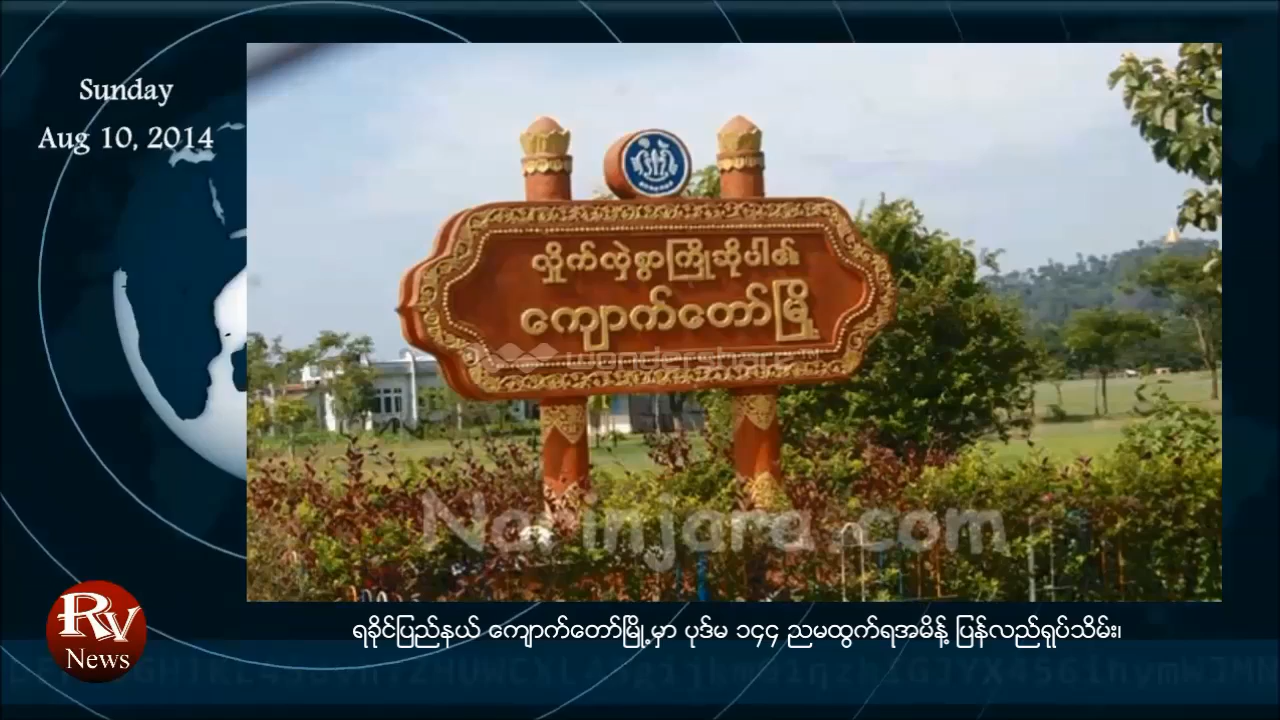 Sunday
Aug 10, 2014
လှိုက်လှဲစွာကြိုဆိုပါ၏
ကျောက်တော်မြို့
wondershare
Narinjara.com
ရခိုင်ပြည်နယ် ကျောက်တော်မြို့မှာ ပုဒ်မ ၁၄၄ ညမထွက်ရအမိန့် ပြန်လည်ရုပ်သိမ်း၊
RV
News